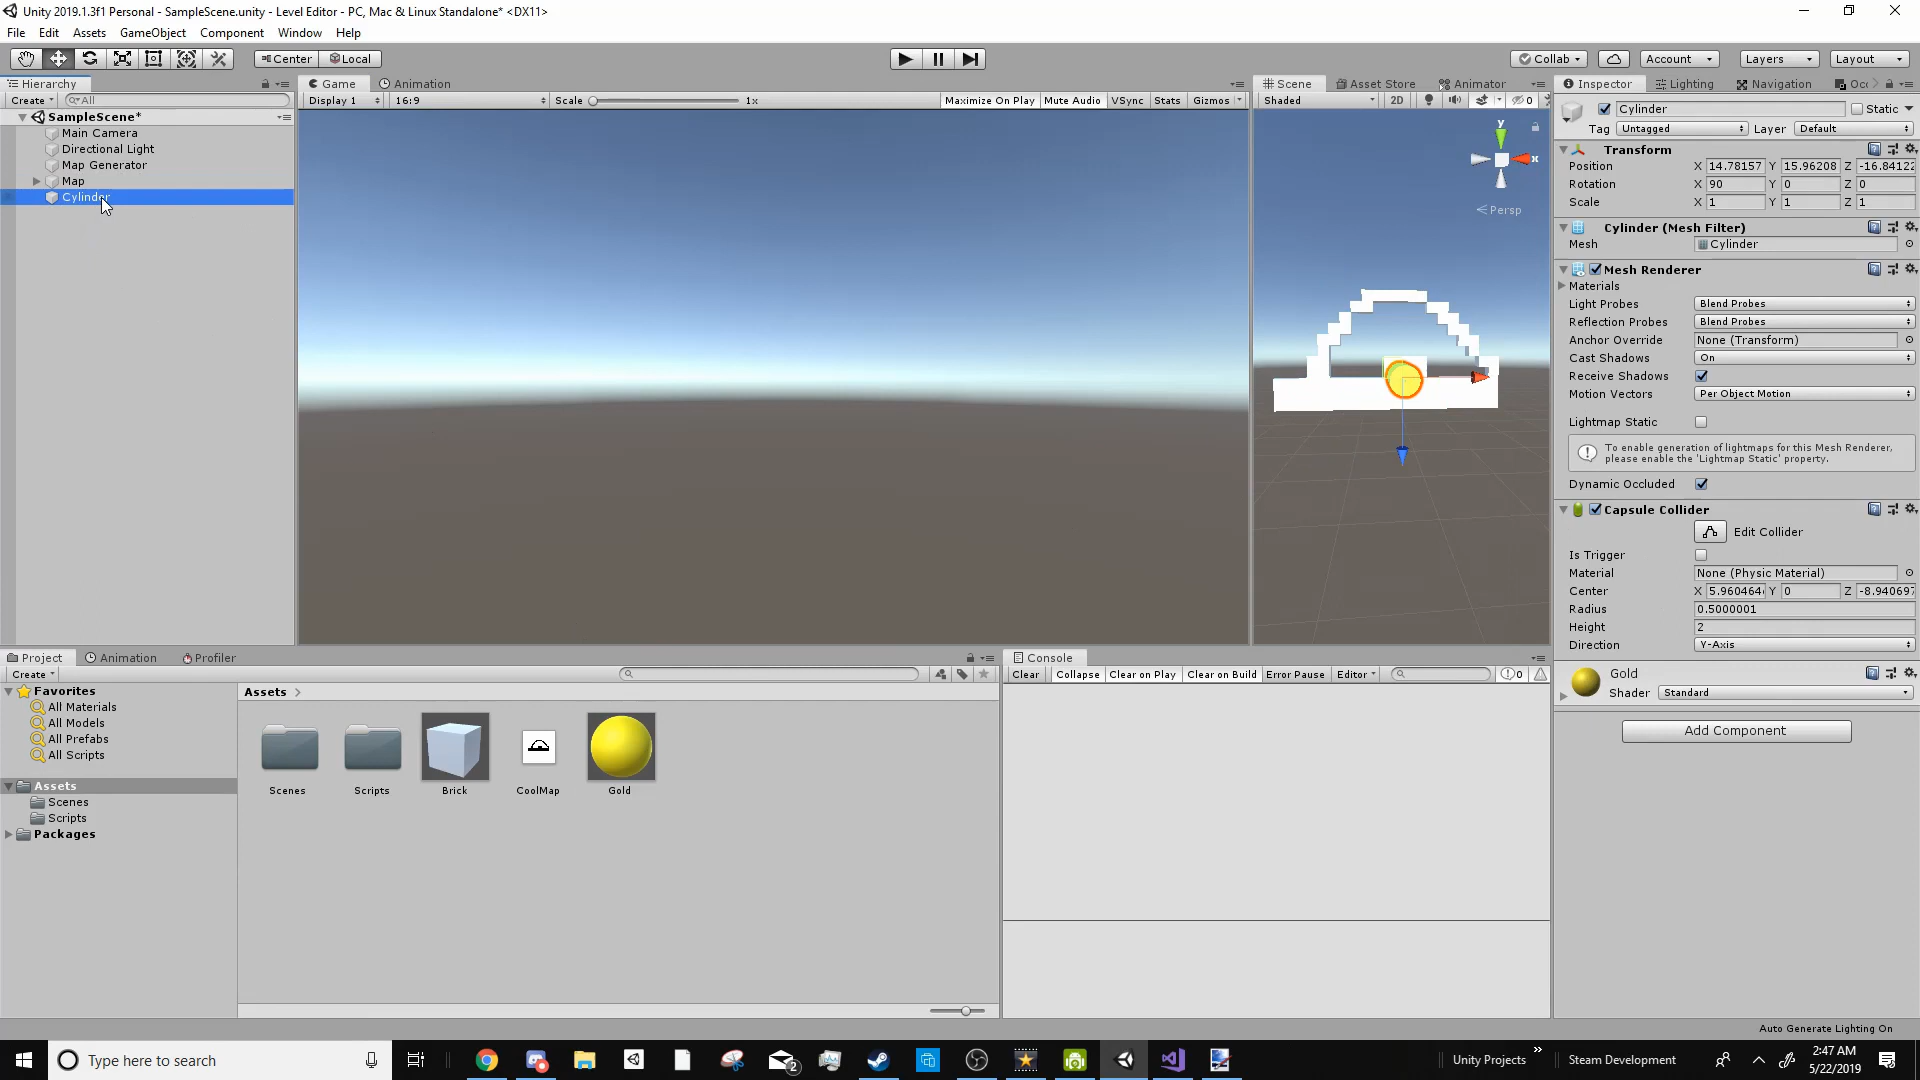 Unity 2019.1.3f1 Personal - SampleScene.unity - Level Editor - PC, Mac & Linux Standalone* <DX11>
File Edit Assets GameObject Component Window Help
Center Local Collab Account Layers Layout
Hierarchy
Create All
SampleScene*
Main Camera
Directional Light
Map Generator
Map
Cylinder
Game Animation
Display 1 16:9 Scale 1x Maximize On Play Mute Audio VSync Stats Gizmos
Scene Asset Store Animator
Shaded 2D 0
y
x
Persp
Inspector Lighting Navigation Occ
Cylinder Static
Tag Untagged Layer Default
Transform
Position X 14.78157 Y 15.96208 Z -16.84122
Rotation X 90 Y 0 Z 0
Scale X 1 Y 1 Z 1
Cylinder (Mesh Filter)
Mesh Cylinder
Mesh Renderer
Materials
Light Probes Blend Probes
Reflection Probes Blend Probes
Anchor Override None (Transform)
Cast Shadows On
Receive Shadows
Motion Vectors Per Object Motion
Lightmap Static
To enable generation of lightmaps for this Mesh Renderer,
please enable the 'Lightmap Static' property.
Dynamic Occluded
Capsule Collider
Edit Collider
Is Trigger
Material None (Physic Material)
Center X 5.960464 Y 0 Z -8.940697
Radius 0.5000001
Height 2
Direction Y-Axis
Gold
Shader Standard
Add Component
Project Animation Profiler
Create
Favorites
All Materials
All Models
All Prefabs
All Scripts
Assets
Scenes
Scripts
Packages
Assets
Scenes Scripts Brick CoolMap Gold
Console
Clear Collapse Clear on Play Clear on Build Error Pause Editor 0
Auto Generate Lighting On
Type here to search
2
Unity Projects Steam Development
2:47 AM
5/22/2019